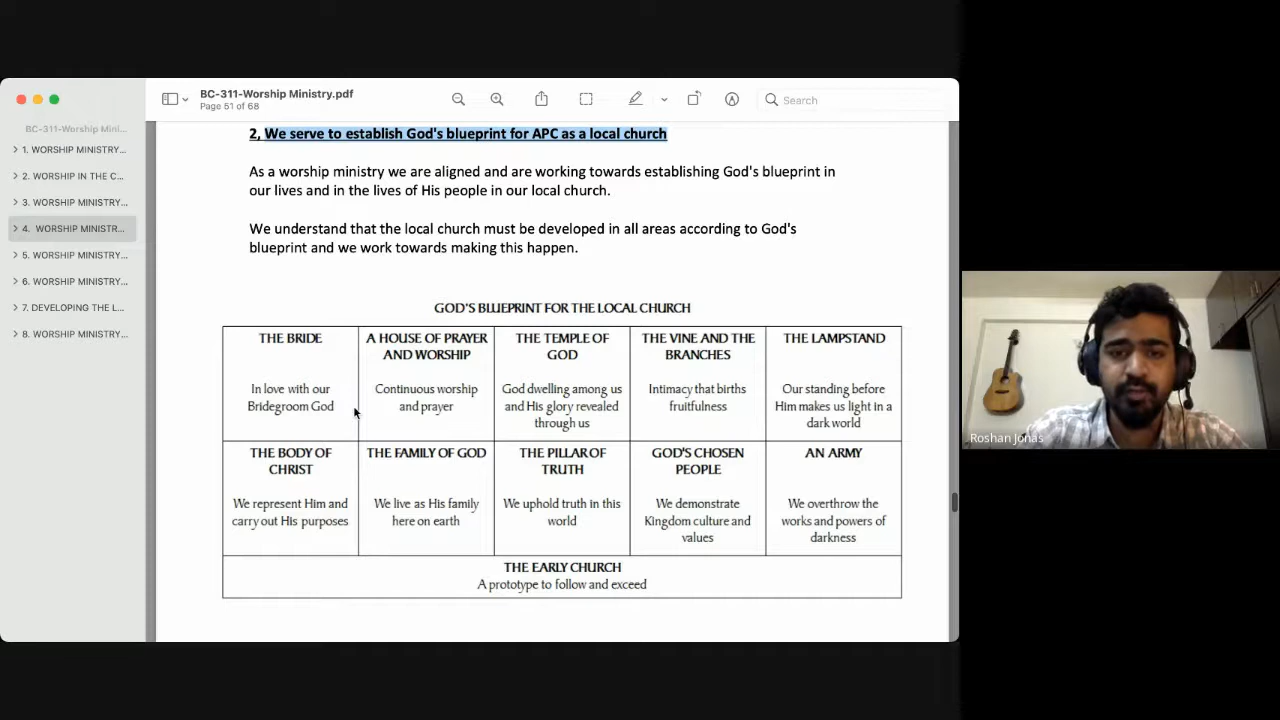 BC-311-Worship Ministry.pdf
Page 51 of 68
Search
BC-311-Worship Mini...
1. WORSHIP MINISTRY...
2. WORSHIP IN THE C...
3. WORSHIP MINISTRY...
4. WORSHIP MINISTR...
5. WORSHIP MINISTRY...
6. WORSHIP MINISTRY...
7. DEVELOPING THE L...
8. WORSHIP MINISTRY...
2, We serve to establish God's blueprint for APC as a local church
As a worship ministry we are aligned and are working towards establishing God's blueprint in
our lives and in the lives of His people in our local church.
We understand that the local church must be developed in all areas according to God's
blueprint and we work towards making this happen.
GOD'S BLUEPRINT FOR THE LOCAL CHURCH
THE BRIDE
In love with our
Bridegroom God
A HOUSE OF PRAYER
AND WORSHIP
Continuous worship
and prayer
THE TEMPLE OF
GOD
God dwelling among us
and His glory revealed
through us
THE VINE AND THE
BRANCHES
Intimacy that births
fruitfulness
THE LAMPSTAND
Our standing before
Him makes us light in a
dark world
THE BODY OF
CHRIST
We represent Him and
carry out His purposes
THE FAMILY OF GOD
We live as His family
here on earth
THE PILLAR OF
TRUTH
We uphold truth in this
world
GOD'S CHOSEN
PEOPLE
We demonstrate
Kingdom culture and
values
AN ARMY
We overthrow the
works and powers of
darkness
THE EARLY CHURCH
A prototype to follow and exceed
Roshan Jonas